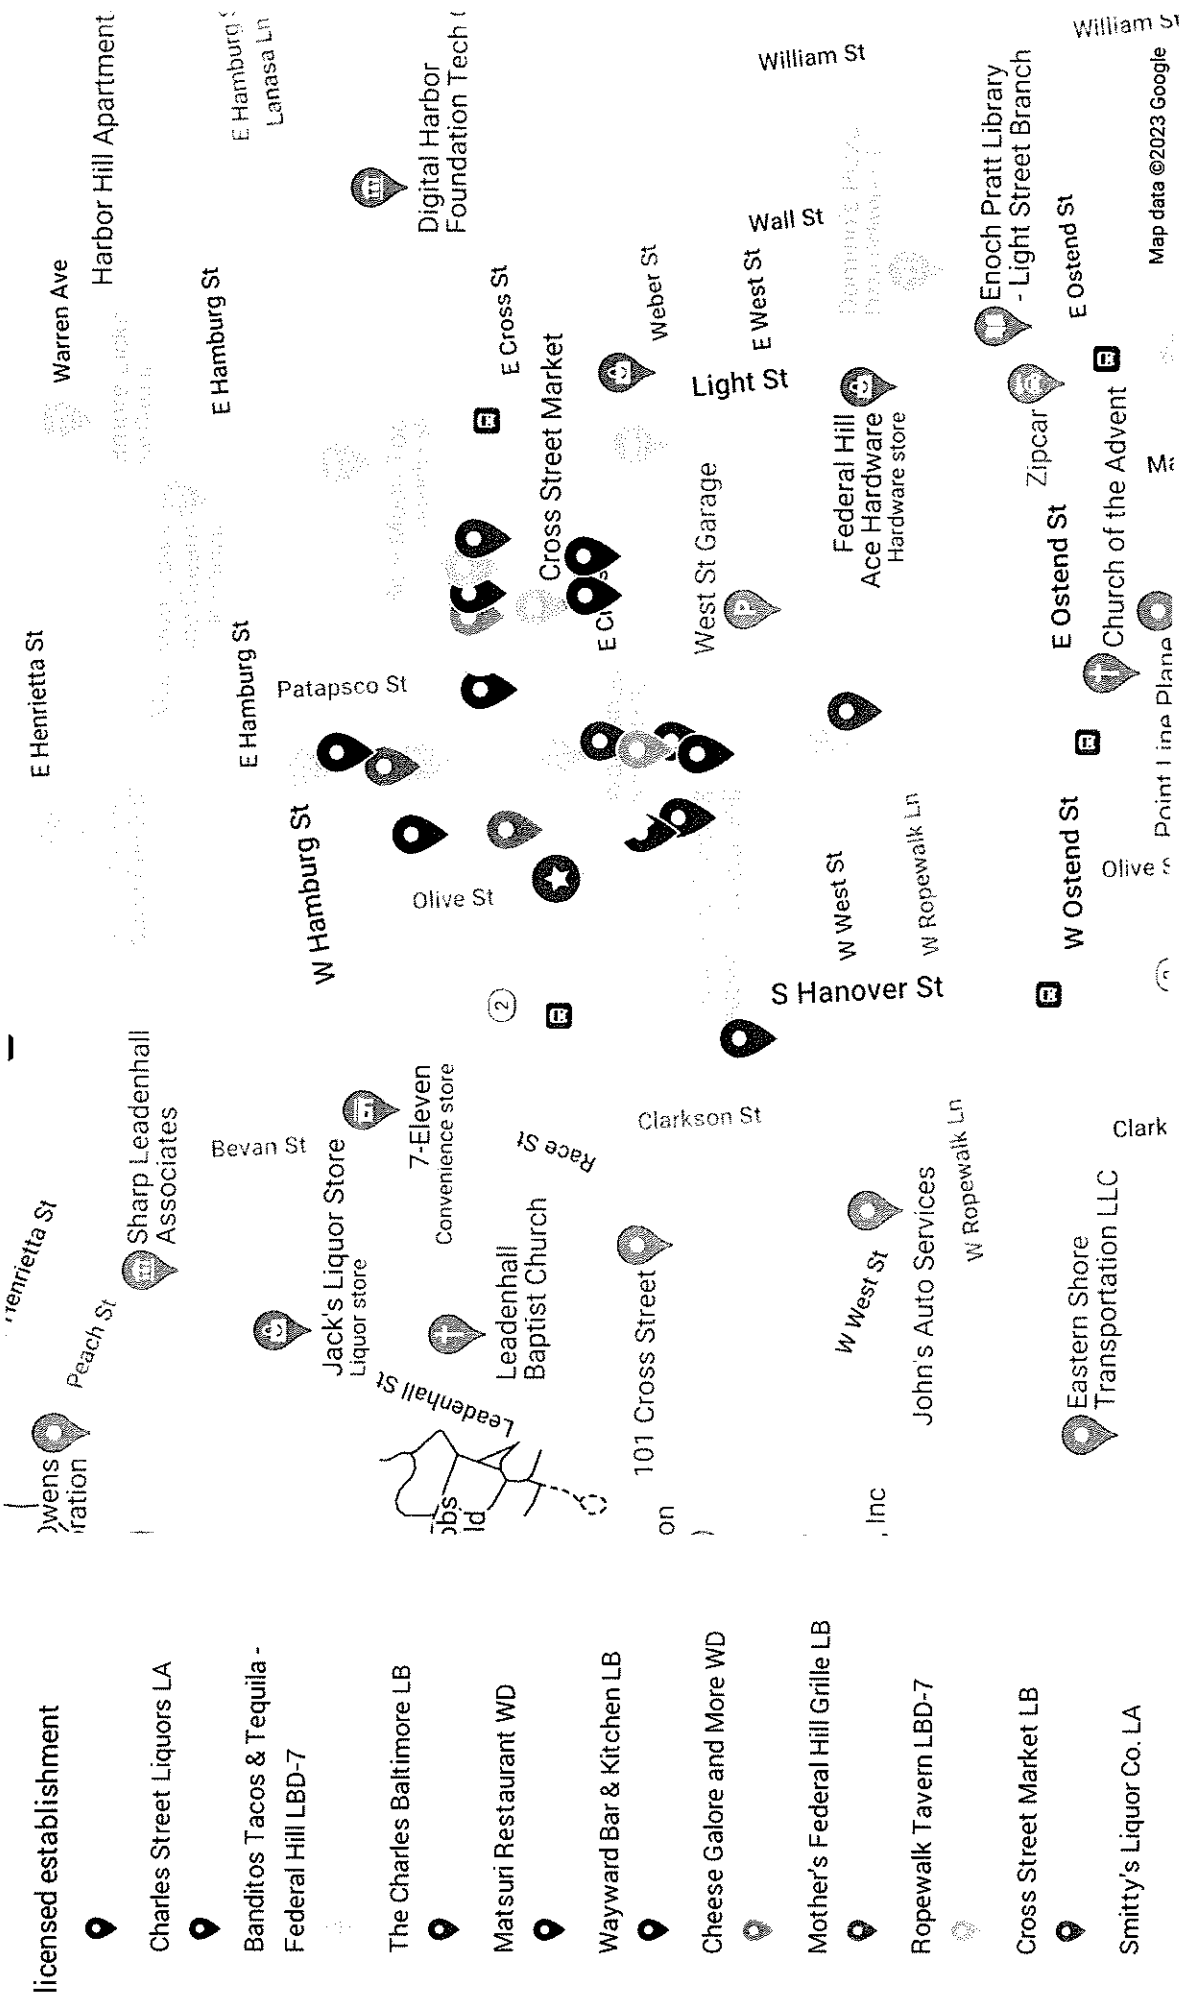 licensed establishment
Charles Street Liquors LA
Banditos Tacos & Tequila -
Federal Hill LBD-7
The Charles Baltimore LB
Matsuri Restaurant WD
Wayward Bar & Kitchen LB
Cheese Galore and More WD
Mother's Federal Hill Grille LB
Ropewalk Tavern LBD-7
Cross Street Market LB
Smitty's Liquor Co. LA
E Henrietta St
Warren Ave
Harbor Hill Apartment
Peach St
Sharp Leadenhall
Associates
E Hamburg St
E Hamburg St
Lanasa Ln
Bevan St
W Hamburg St
Patapsco St
Jack's Liquor Store
Liquor store
7-Eleven
Convenience store
Digital Harbor
Foundation Tech
Leadenhall St
Olive St
Leadenhall
Baptist Church
Race St
2
E Cross St
Cross Street Market
101 Cross Street
Clarkson St
Weber St
West St Garage
P
Light St
E West St
Wall St
William St
S Hanover St
W West St
W West St
Federal Hill
Ace Hardware
Hardware store
John's Auto Services
W Ropewalk Ln
W Ropewalk Ln
Enoch Pratt Library
- Light Street Branch
Zipcar
E Ostend St
E Ostend St
W Ostend St
Eastern Shore
Transportation LLC
Church of the Advent
Olive
Clark
William St
Point Line Plane
, Inc
on
Map data ©2023 Google